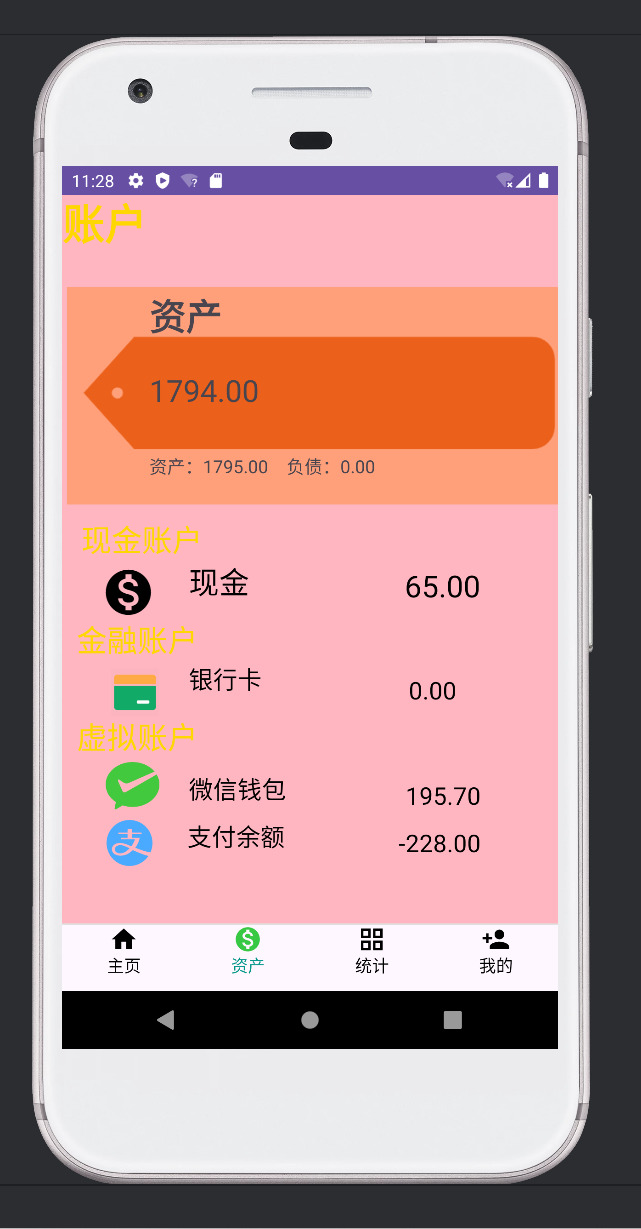 11:28
账户
资产
1794.00
资产：1795.00 负债：0.00
现金账户
现金 65.00
金融账户
银行卡 0.00
虚拟账户
微信钱包 195.70
支付余额 -228.00
主页 资产 统计 我的